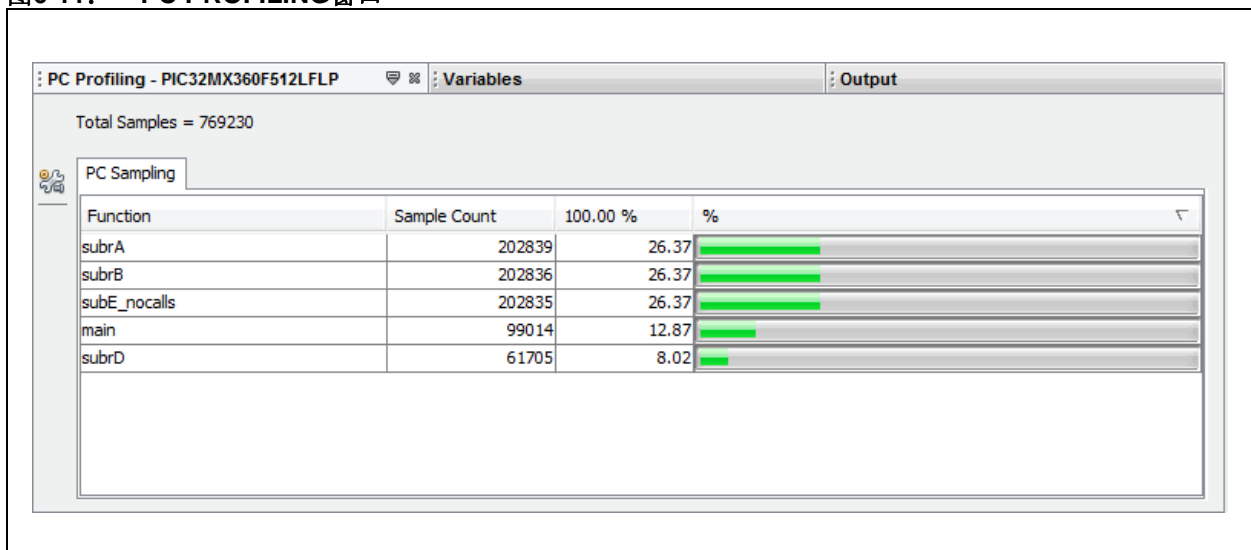 PC Profiling - PIC32MX360F512LFLP
Variables
Output
Total Samples = 769230
PC Sampling
Function Sample Count 100.00 % %
subrA 202839 26.37
subrB 202836 26.37
subE_nocalls 202835 26.37
main 99014 12.87
subrD 61705 8.02